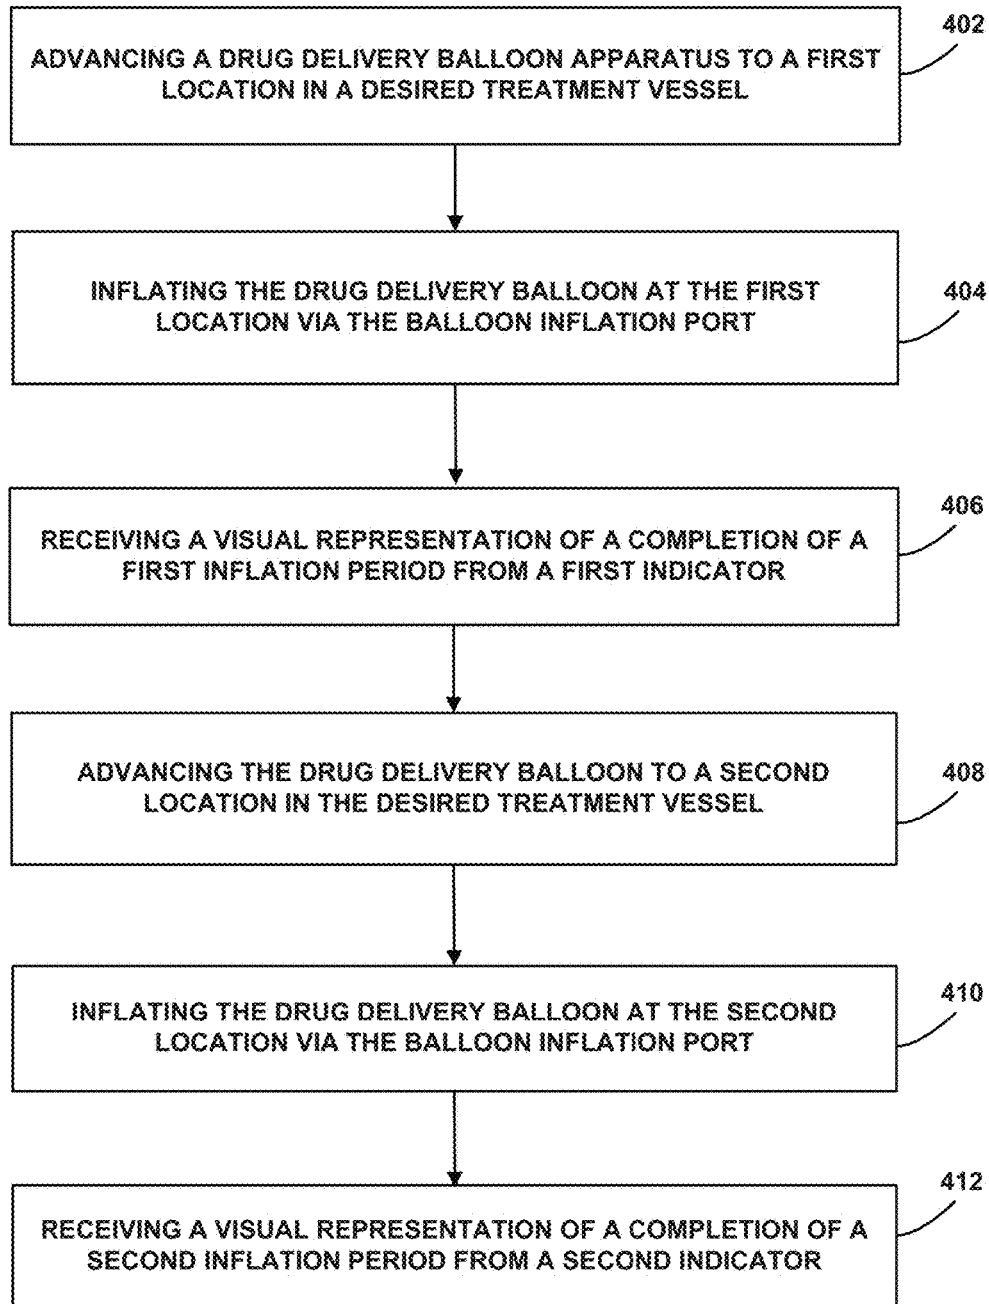 402
ADVANCING A DRUG DELIVERY BALLOON APPARATUS TO A FIRST
LOCATION IN A DESIRED TREATMENT VESSEL
404
INFLATING THE DRUG DELIVERY BALLOON AT THE FIRST
LOCATION VIA THE BALLOON INFLATION PORT
406
RECEIVING A VISUAL REPRESENTATION OF A COMPLETION OF A
FIRST INFLATION PERIOD FROM A FIRST INDICATOR
408
ADVANCING THE DRUG DELIVERY BALLOON TO A SECOND
LOCATION IN THE DESIRED TREATMENT VESSEL
410
INFLATING THE DRUG DELIVERY BALLOON AT THE SECOND
LOCATION VIA THE BALLOON INFLATION PORT
412
RECEIVING A VISUAL REPRESENTATION OF A COMPLETION OF A
SECOND INFLATION PERIOD FROM A SECOND INDICATOR